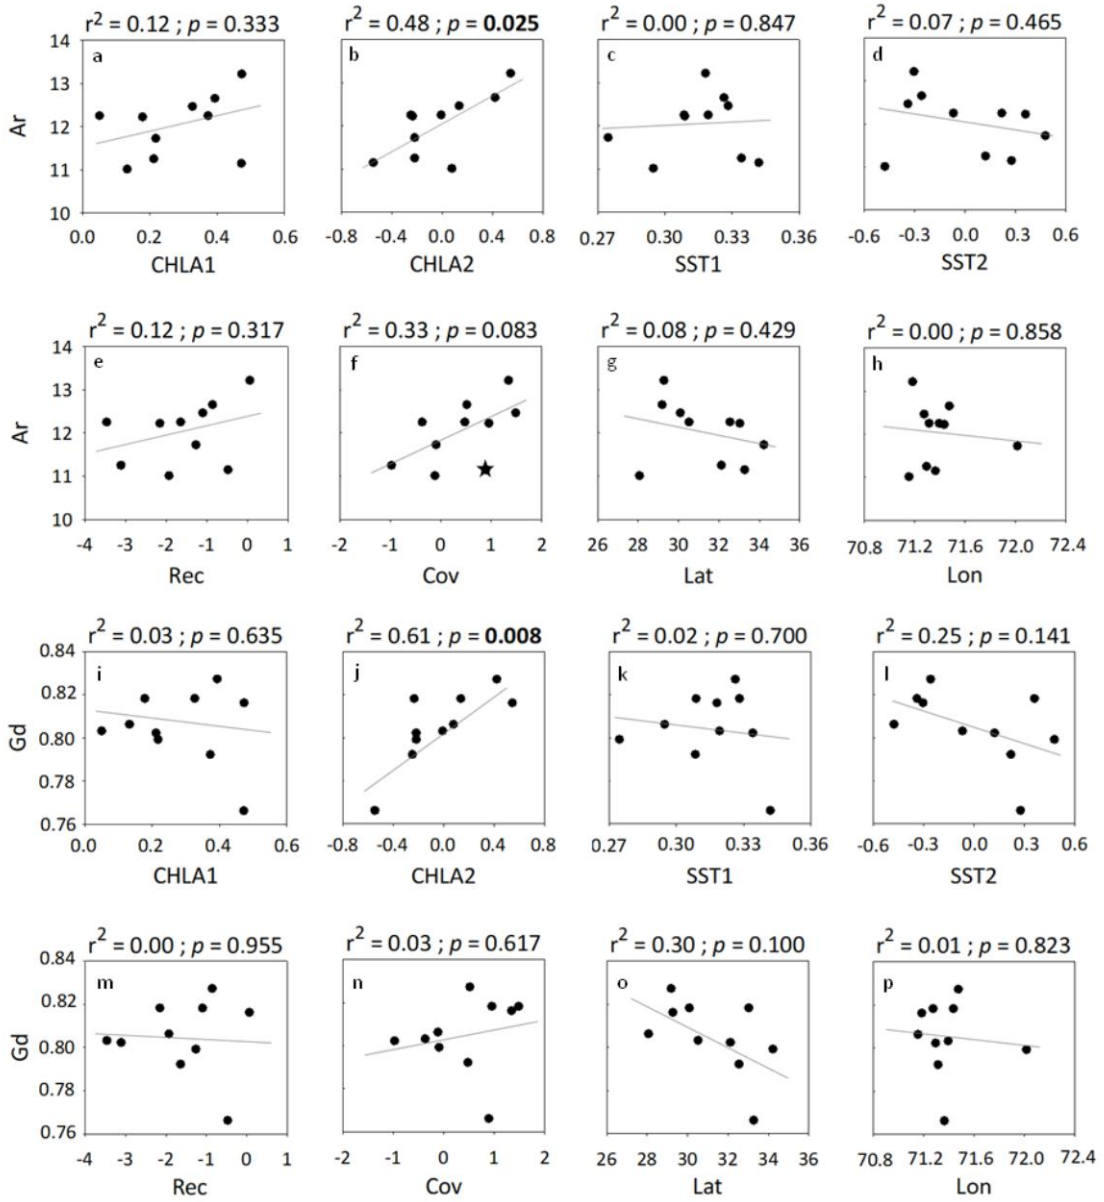 r² = 0.12 ; p = 0.333 r² = 0.48 ; p = 0.025 r² = 0.00 ; p = 0.847 r² = 0.07 ; p = 0.465
14 a b c d
13
Ar 12
11
10
0.0 0.2 0.4 0.6 -0.8 -0.4 0.0 0.4 0.8 0.27 0.30 0.33 0.36 -0.6 -0.3 0.0 0.3 0.6
CHLA1 CHLA2 SST1 SST2
r² = 0.12 ; p = 0.317 r² = 0.33 ; p = 0.083 r² = 0.08 ; p = 0.429 r² = 0.00 ; p = 0.858
14 e f g h
13
Ar 12
11
10
-4 -3 -2 -1 0 1 -2 -1 0 1 2 26 28 30 32 34 36 70.8 71.2 71.6 72.0 72.4
Rec Cov Lat Lon
r² = 0.03 ; p = 0.635 r² = 0.61 ; p = 0.008 r² = 0.02 ; p = 0.700 r² = 0.25 ; p = 0.141
0.84 i j k l
0.82
Gd 0.80
0.78
0.76
0.0 0.2 0.4 0.6 -0.8 -0.4 0.0 0.4 0.8 0.27 0.30 0.33 0.36 -0.6 -0.3 0.0 0.3 0.6
CHLA1 CHLA2 SST1 SST2
r² = 0.00 ; p = 0.955 r² = 0.03 ; p = 0.617 r² = 0.30 ; p = 0.100 r² = 0.01 ; p = 0.823
0.84 m n o p
0.82
Gd 0.80
0.78
0.76
-4 -3 -2 -1 0 1 -2 -1 0 1 2 26 28 30 32 34 36 70.8 71.2 71.6 72.0 72.4
Rec Cov Lat Lon